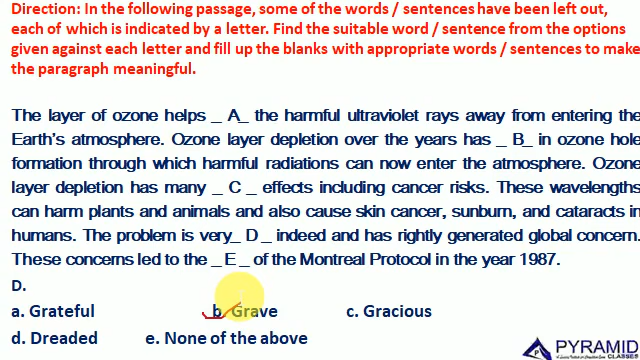 Direction: In the following passage, some of the words / sentences have been left out,
each of which is indicated by a letter. Find the suitable word / sentence from the options
given against each letter and fill up the blanks with appropriate words / sentences to make
the paragraph meaningful.
The layer of ozone helps _ A_ the harmful ultraviolet rays away from entering the
Earth's atmosphere. Ozone layer depletion over the years has _ B_ in ozone hole
formation through which harmful radiations can now enter the atmosphere. Ozone
layer depletion has many _ C _ effects including cancer risks. These wavelengths
can harm plants and animals and also cause skin cancer, sunburn, and cataracts in
humans. The problem is very_ D _ indeed and has rightly generated global concern.
These concerns led to the _ E _ of the Montreal Protocol in the year 1987.
D.
a. Grateful b. Grave c. Gracious
d. Dreaded e. None of the above
PYRAMID
CLASSES